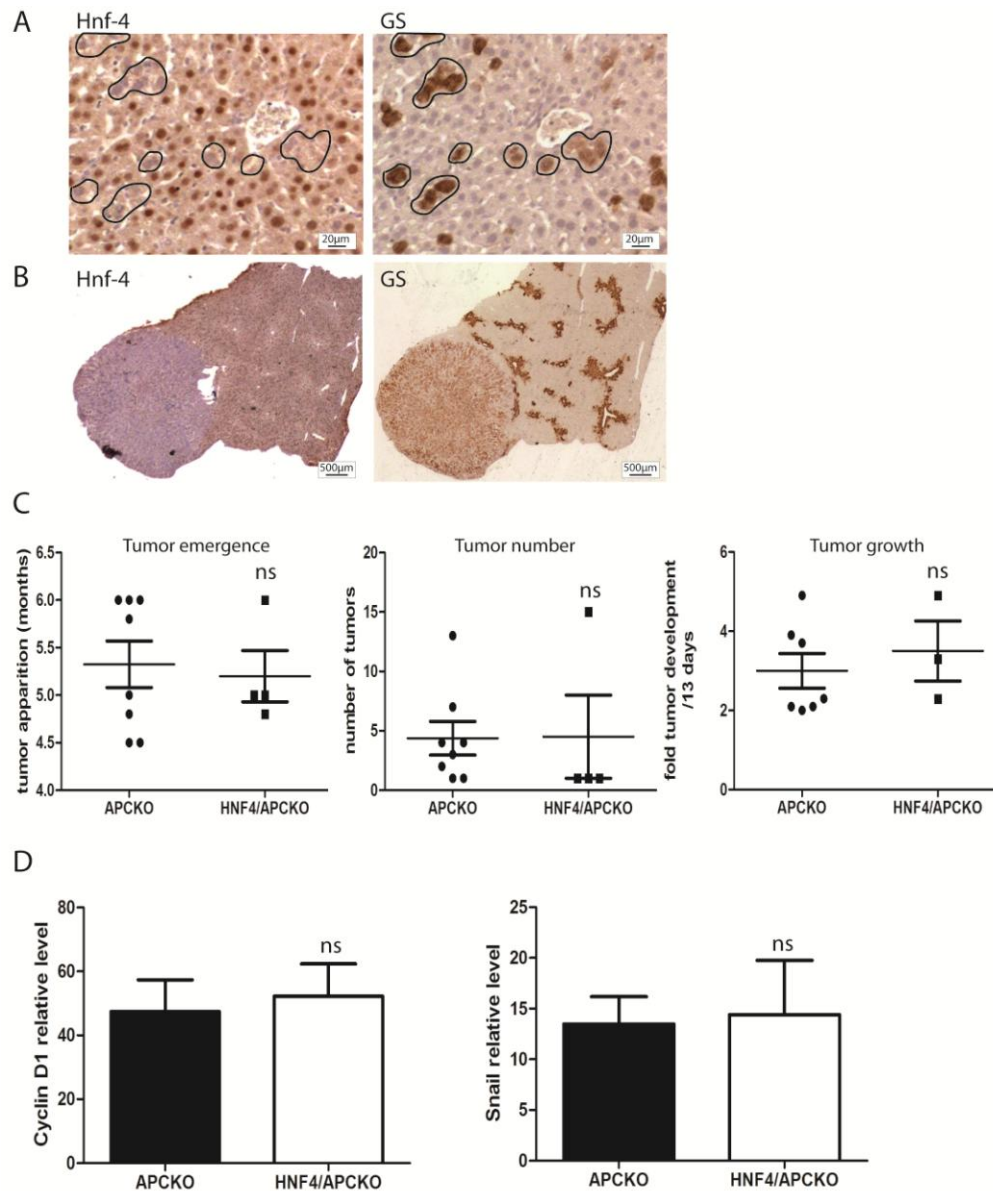 A
Hnf-4
GS
20µm
20µm
B
Hnf-4
GS
500µm
500µm
C
Tumor emergence
tumor apparition (months)
6.5
6.0
5.5
5.0
4.5
4.0
ns
APCKO
HNF4/APCKO
Tumor number
number of tumors
20
15
10
5
0
ns
APCKO
HNF4/APCKO
Tumor growth
fold tumor development
/13 days
6
4
2
0
ns
APCKO
HNF4/APCKO
D
Cyclin D1 relative level
80
60
40
20
0
ns
APCKO
HNF4/APCKO
Snail relative level
25
20
15
10
5
0
ns
APCKO
HNF4/APCKO